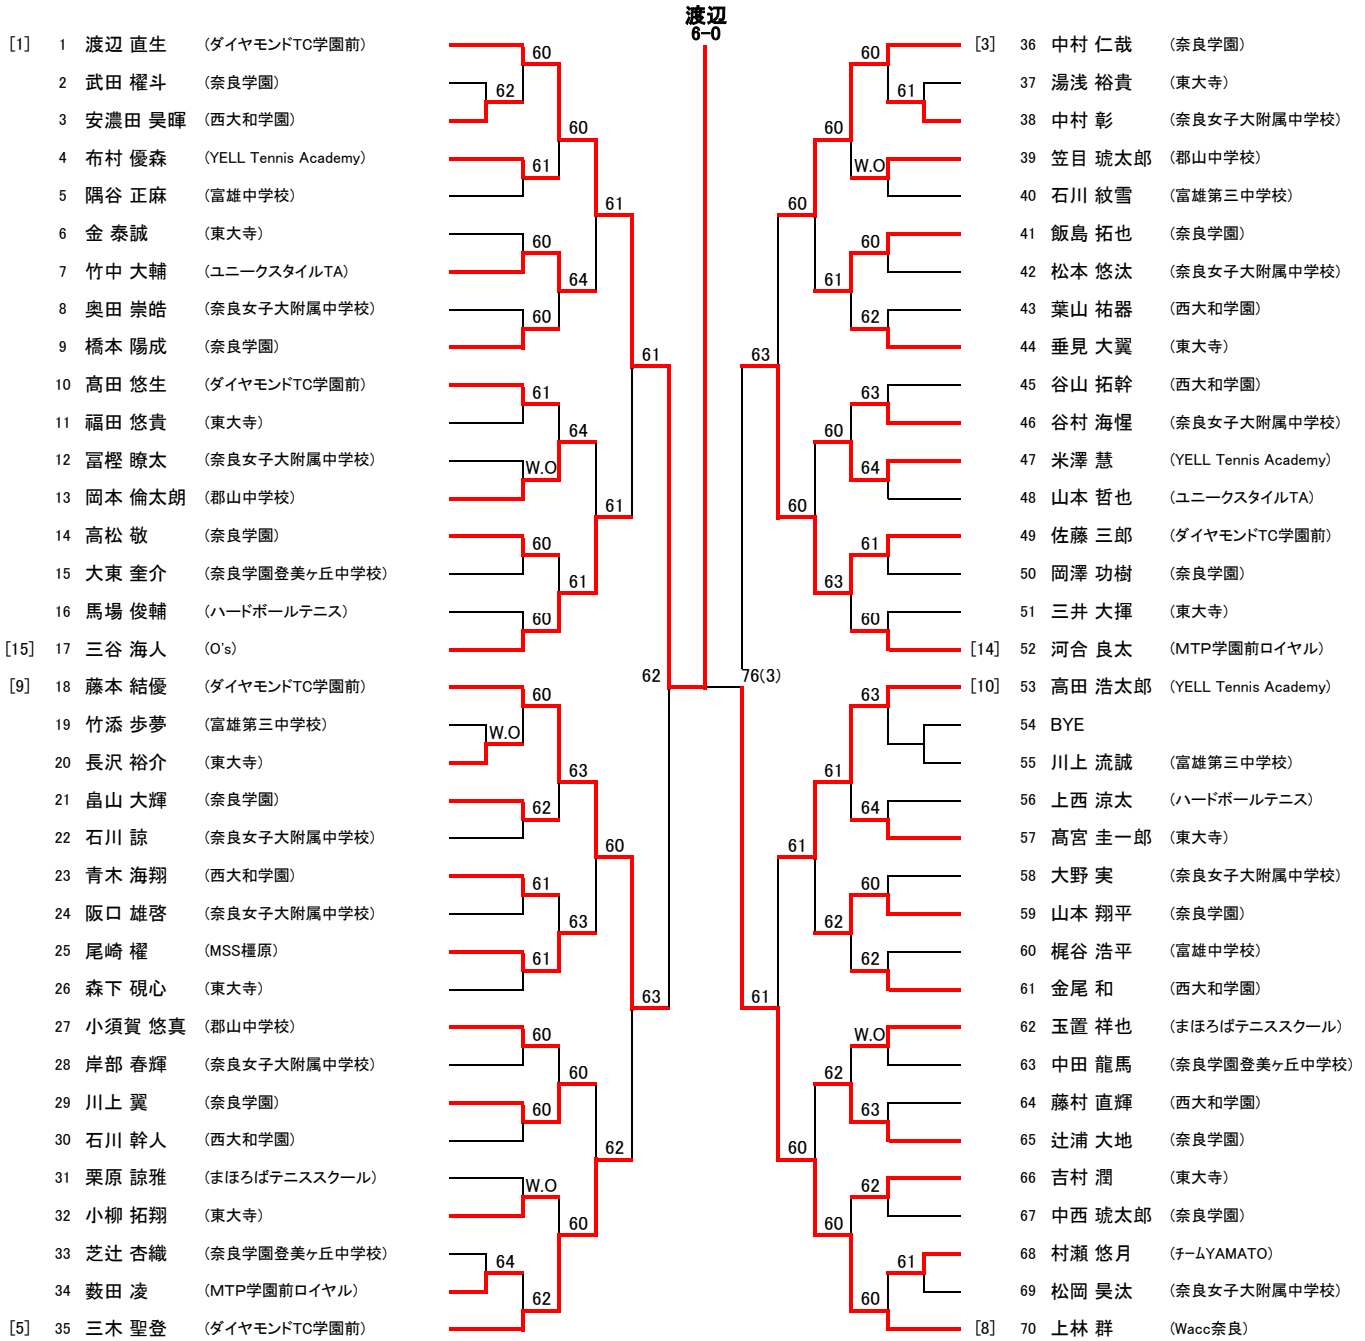 渡辺
6-0
[1] 1 渡辺 直生 (ダイヤモンドTC学園前)
2 武田 櫂斗 (奈良学園)
3 安濃田 昊暉 (西大和学園)
4 布村 優森 (YELL Tennis Academy)
5 隅谷 正麻 (富雄中学校)
6 金 泰誠 (東大寺)
7 竹中 大輔 (ユニークスタイルTA)
8 奥田 崇皓 (奈良女子大附属中学校)
9 橋本 陽成 (奈良学園)
10 髙田 悠生 (ダイヤモンドTC学園前)
11 福田 悠貴 (東大寺)
12 冨樫 瞭太 (奈良女子大附属中学校)
13 岡本 倫太朗 (郡山中学校)
14 高松 敬 (奈良学園)
15 大東 奎介 (奈良学園登美ヶ丘中学校)
16 馬場 俊輔 (ハードボールテニス)
[15] 17 三谷 海人 (O's)
[9] 18 藤本 結優 (ダイヤモンドTC学園前)
19 竹添 歩夢 (富雄第三中学校)
20 長沢 裕介 (東大寺)
21 畠山 大輝 (奈良学園)
22 石川 諒 (奈良女子大附属中学校)
23 青木 海翔 (西大和学園)
24 阪口 雄啓 (奈良女子大附属中学校)
25 尾崎 櫂 (MSS橿原)
26 森下 硯心 (東大寺)
27 小須賀 悠真 (郡山中学校)
28 岸部 春輝 (奈良女子大附属中学校)
29 川上 翼 (奈良学園)
30 石川 幹人 (西大和学園)
31 栗原 諒雅 (まほろばテニススクール)
32 小柳 拓翔 (東大寺)
33 芝辻 杏織 (奈良学園登美ヶ丘中学校)
34 薮田 凌 (MTP学園前ロイヤル)
[5] 35 三木 聖登 (ダイヤモンドTC学園前)
60
62
61
60
60
61
W.O
60
60
60
W.O
62
61
61
60
60
W.O
64
62
60
64
64
61
63
63
60
60
61
61
60
62
61
63
62
76(3)
63
61
60
60
61
60
60
61
60
63
61
62
62
60
60
61
W.O
60
62
63
64
61
60
63
64
60
62
W.O
63
62
61
60
[3] 36 中村 仁哉 (奈良学園)
37 湯浅 裕貴 (東大寺)
38 中村 彰 (奈良女子大附属中学校)
39 笠目 琥太郎 (郡山中学校)
40 石川 紋雪 (富雄第三中学校)
41 飯島 拓也 (奈良学園)
42 松本 悠汰 (奈良女子大附属中学校)
43 葉山 祐器 (西大和学園)
44 垂見 大翼 (東大寺)
45 谷山 拓幹 (西大和学園)
46 谷村 海惺 (奈良女子大附属中学校)
47 米澤 慧 (YELL Tennis Academy)
48 山本 哲也 (ユニークスタイルTA)
49 佐藤 三郎 (ダイヤモンドTC学園前)
50 岡澤 功樹 (奈良学園)
51 三井 大揮 (東大寺)
[14] 52 河合 良太 (MTP学園前ロイヤル)
[10] 53 高田 浩太郎 (YELL Tennis Academy)
54 BYE
55 川上 流誠 (富雄第三中学校)
56 上西 涼太 (ハードボールテニス)
57 髙宮 圭一郎 (東大寺)
58 大野 実 (奈良女子大附属中学校)
59 山本 翔平 (奈良学園)
60 梶谷 浩平 (富雄中学校)
61 金尾 和 (西大和学園)
62 玉置 祥也 (まほろばテニススクール)
63 中田 龍馬 (奈良学園登美ヶ丘中学校)
64 藤村 直輝 (西大和学園)
65 辻浦 大地 (奈良学園)
66 吉村 潤 (東大寺)
67 中西 琥太郎 (奈良学園)
68 村瀬 悠月 (チームYAMATO)
69 松岡 昊汰 (奈良女子大附属中学校)
[8] 70 上林 群 (Wacc奈良)